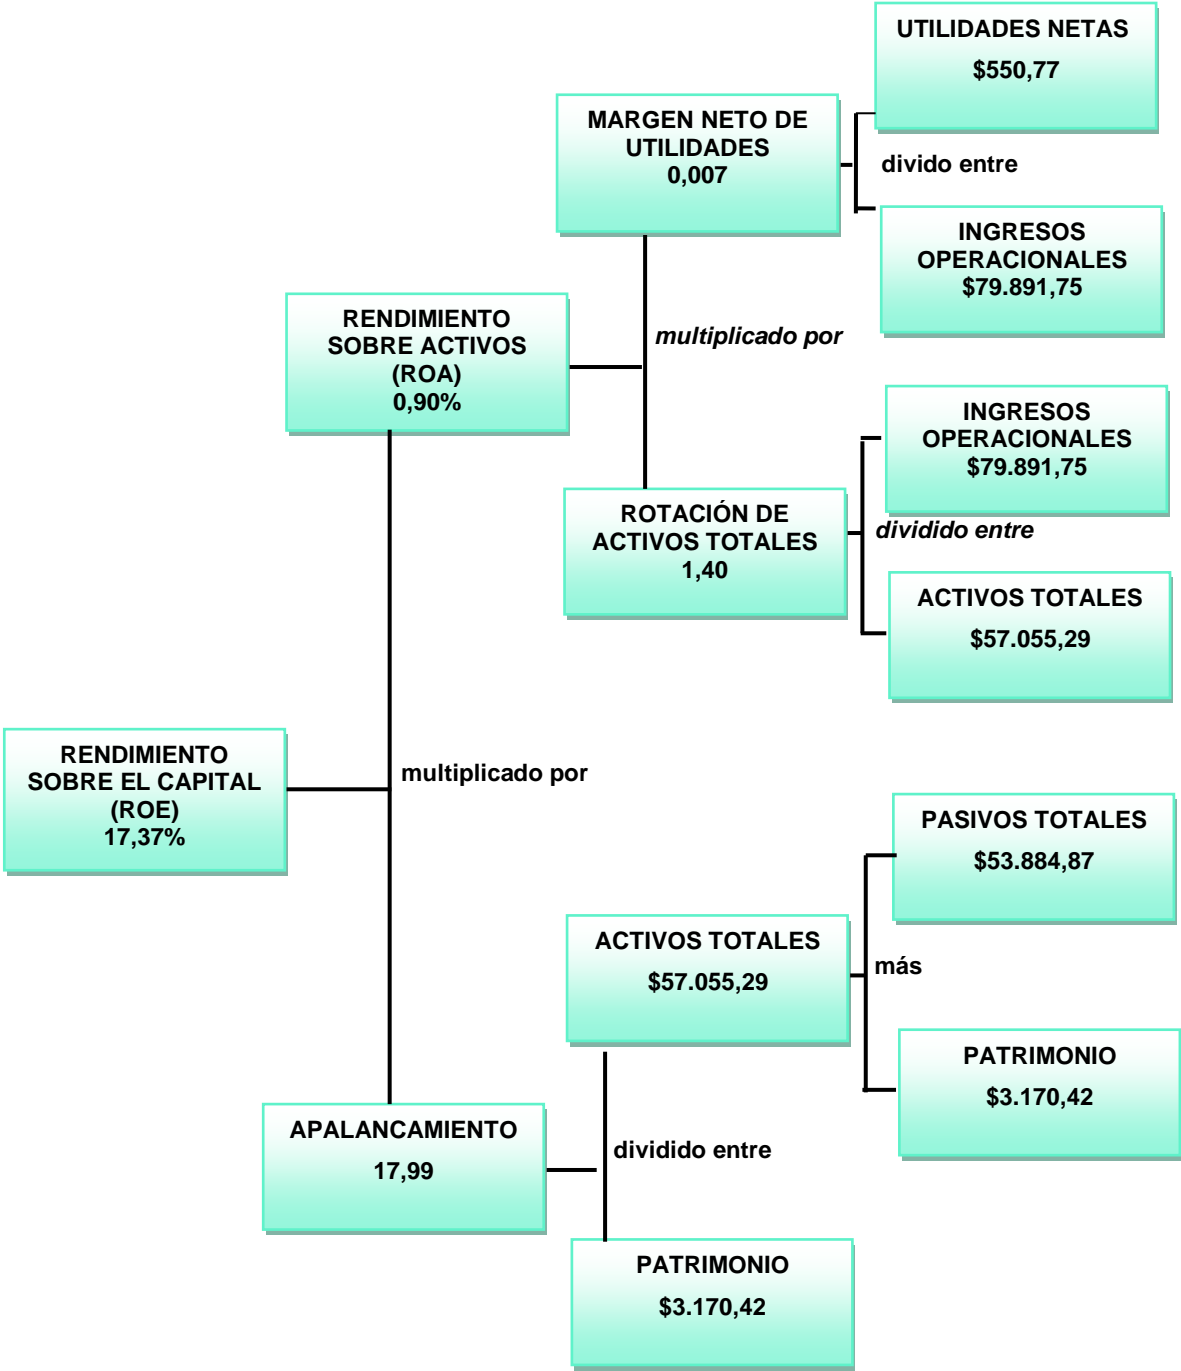 UTILIDADES NETAS
$550,77
MARGEN NETO DE
UTILIDADES
0,007
divido entre
INGRESOS
OPERACIONALES
$79.891,75
RENDIMIENTO
SOBRE ACTIVOS
(ROA)
0,90%
multiplicado por
INGRESOS
OPERACIONALES
$79.891,75
ROTACIÓN DE
ACTIVOS TOTALES
1,40
dividido entre
ACTIVOS TOTALES
$57.055,29
RENDIMIENTO
SOBRE EL CAPITAL
(ROE)
17,37%
multiplicado por
PASIVOS TOTALES
$53.884,87
ACTIVOS TOTALES
$57.055,29
más
PATRIMONIO
$3.170,42
APALANCAMIENTO
17,99
dividido entre
PATRIMONIO
$3.170,42